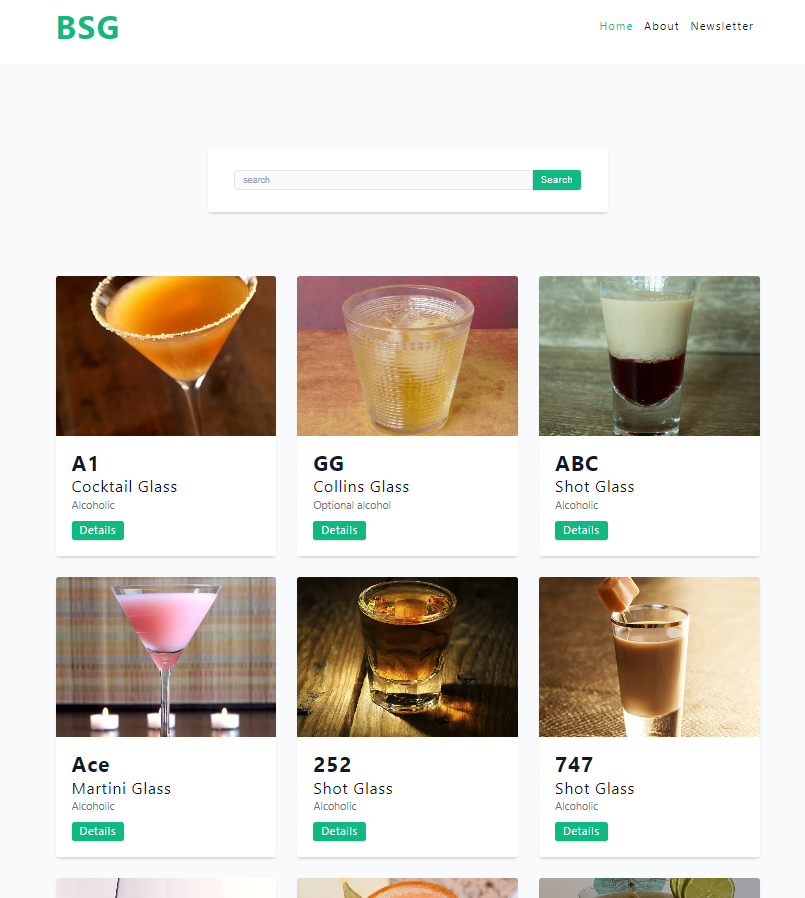 BSG
Home About Newsletter
search Search
A1
Cocktail Glass
Alcoholic
Details
GG
Collins Glass
Optional alcohol
Details
ABC
Shot Glass
Alcoholic
Details
Ace
Martini Glass
Alcoholic
Details
252
Shot Glass
Alcoholic
Details
747
Shot Glass
Alcoholic
Details